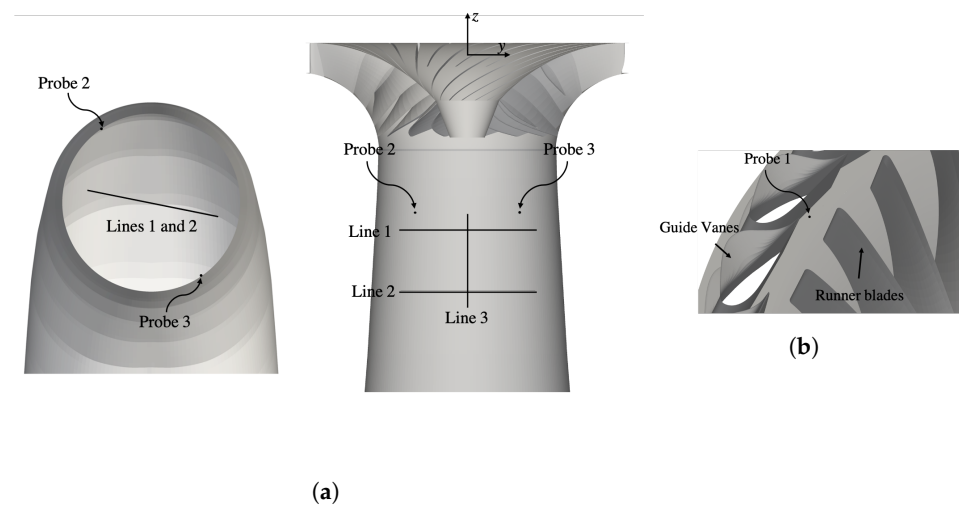 z
y
Probe 2
Lines 1 and 2
Probe 3
Probe 2
Probe 3
Line 1
Line 2
Line 3
Probe 1
Guide Vanes
Runner blades
(b)
(a)